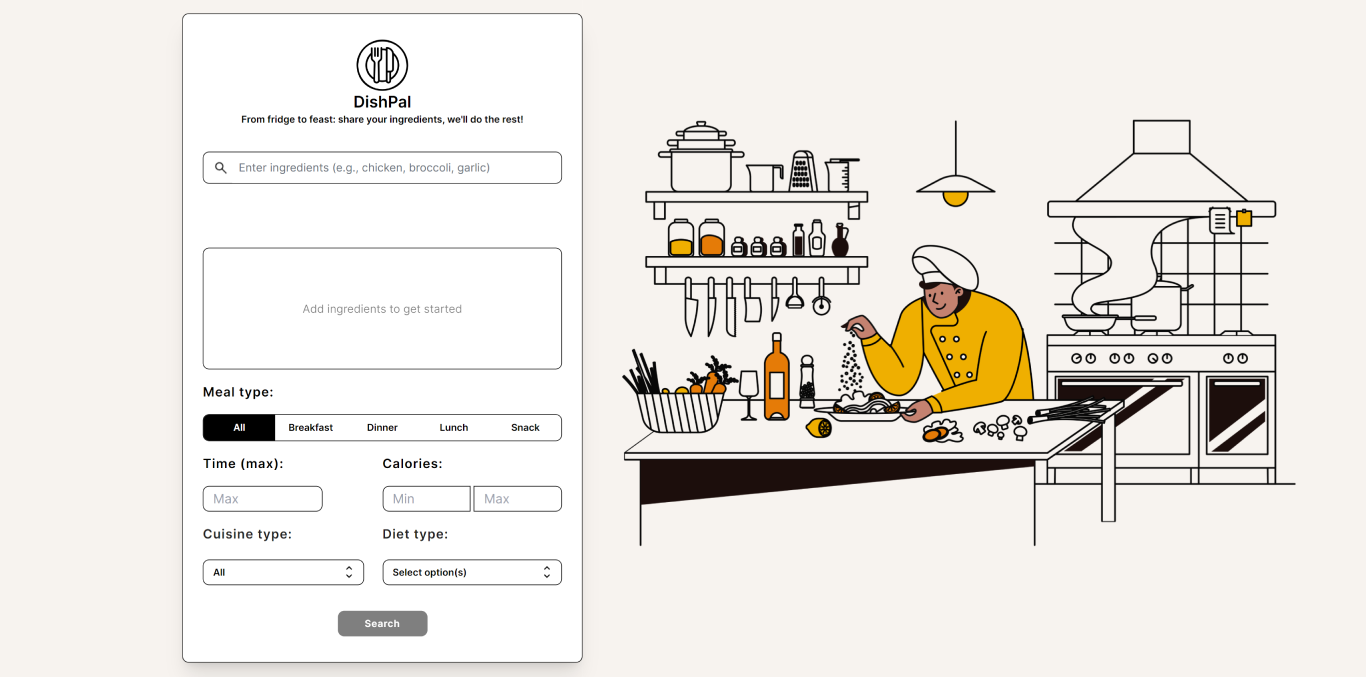 DishPal
From fridge to feast: share your ingredients, we'll do the rest!
Enter ingredients (e.g., chicken, broccoli, garlic)
Add ingredients to get started
Meal type:
All Breakfast Dinner Lunch Snack
Time (max): Calories:
Max Min Max
Cuisine type: Diet type:
All Select option(s)
Search